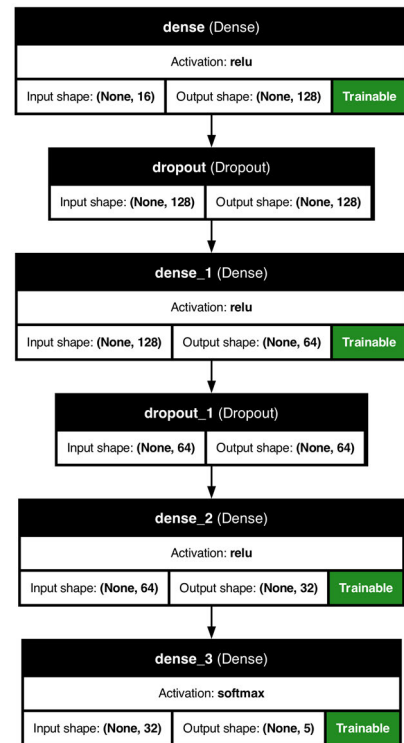 dense (Dense)
Activation: relu
Input shape: (None, 16) Output shape: (None, 128) Trainable
dropout (Dropout)
Input shape: (None, 128) Output shape: (None, 128)
dense_1 (Dense)
Activation: relu
Input shape: (None, 128) Output shape: (None, 64) Trainable
dropout_1 (Dropout)
Input shape: (None, 64) Output shape: (None, 64)
dense_2 (Dense)
Activation: relu
Input shape: (None, 64) Output shape: (None, 32) Trainable
dense_3 (Dense)
Activation: softmax
Input shape: (None, 32) Output shape: (None, 5) Trainable